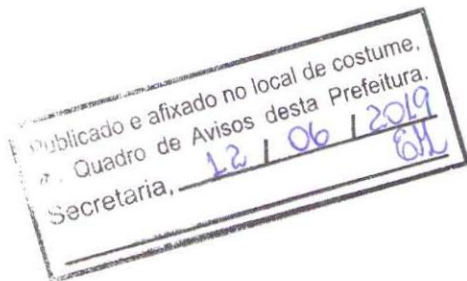 Publicado e afixado no local de costume,
Quadro de Avisos desta Prefeitura.
Secretaria, 12 / 06 / 2019